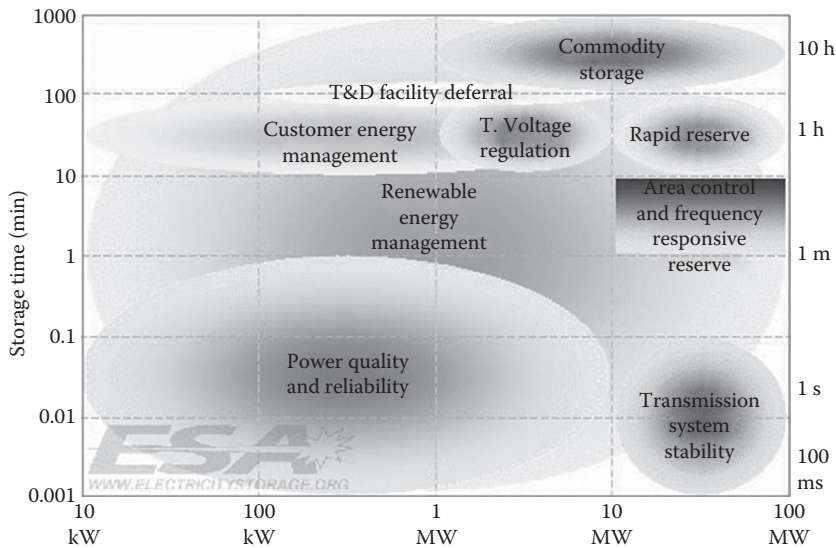 1000
10 h
Commodity
storage
T&D facility deferral
100
Customer energy
management
T. Voltage
regulation
Rapid reserve
1 h
10
Renewable
energy
management
Area control
and frequency
responsive
reserve
1
1 m
Storage time (min)
0.1
Power quality
and reliability
1 s
0.01
Transmission
system
stability
100
ms
ESA
WWW.ELECTRICITYSTORAGE.ORG
0.001
10
kW
100
kW
1
MW
10
MW
100
MW